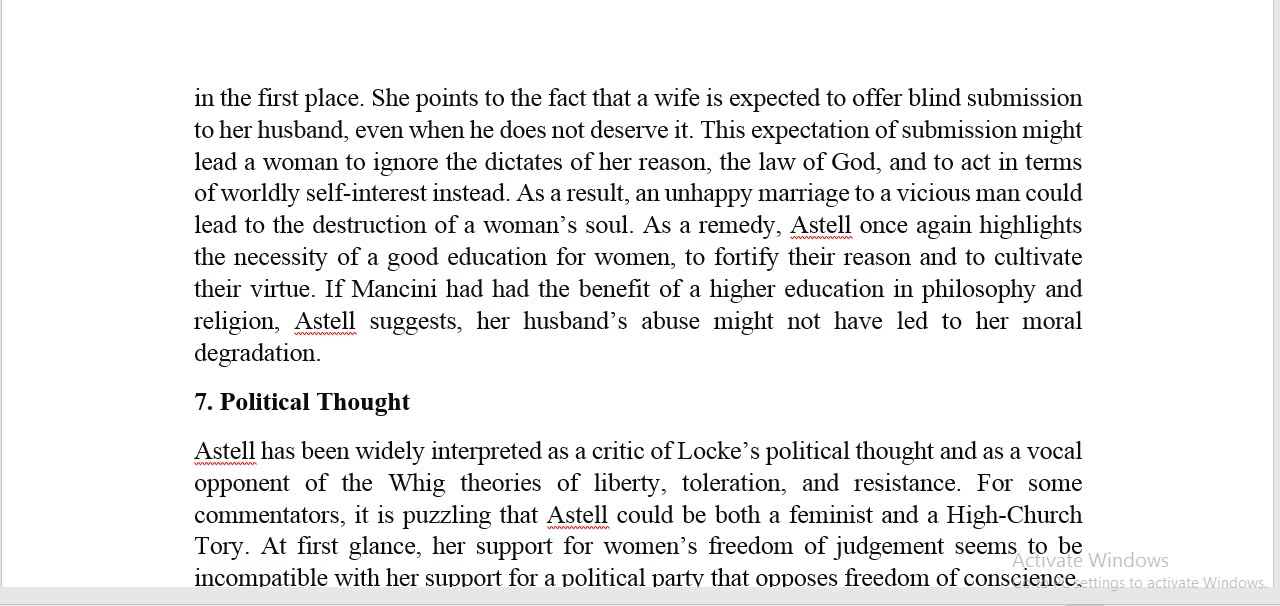 in the first place. She points to the fact that a wife is expected to offer blind submission
to her husband, even when he does not deserve it. This expectation of submission might
lead a woman to ignore the dictates of her reason, the law of God, and to act in terms
of worldly self-interest instead. As a result, an unhappy marriage to a vicious man could
lead to the destruction of a woman’s soul. As a remedy, Astell once again highlights
the necessity of a good education for women, to fortify their reason and to cultivate
their virtue. If Mancini had had the benefit of a higher education in philosophy and
religion, Astell suggests, her husband’s abuse might not have led to her moral
degradation.
7. Political Thought
Astell has been widely interpreted as a critic of Locke’s political thought and as a vocal
opponent of the Whig theories of liberty, toleration, and resistance. For some
commentators, it is puzzling that Astell could be both a feminist and a High-Church
Tory. At first glance, her support for women’s freedom of judgement seems to be
incompatible with her support for a political party that opposes freedom of conscience.
Activate Windows
settings to activate Windows.